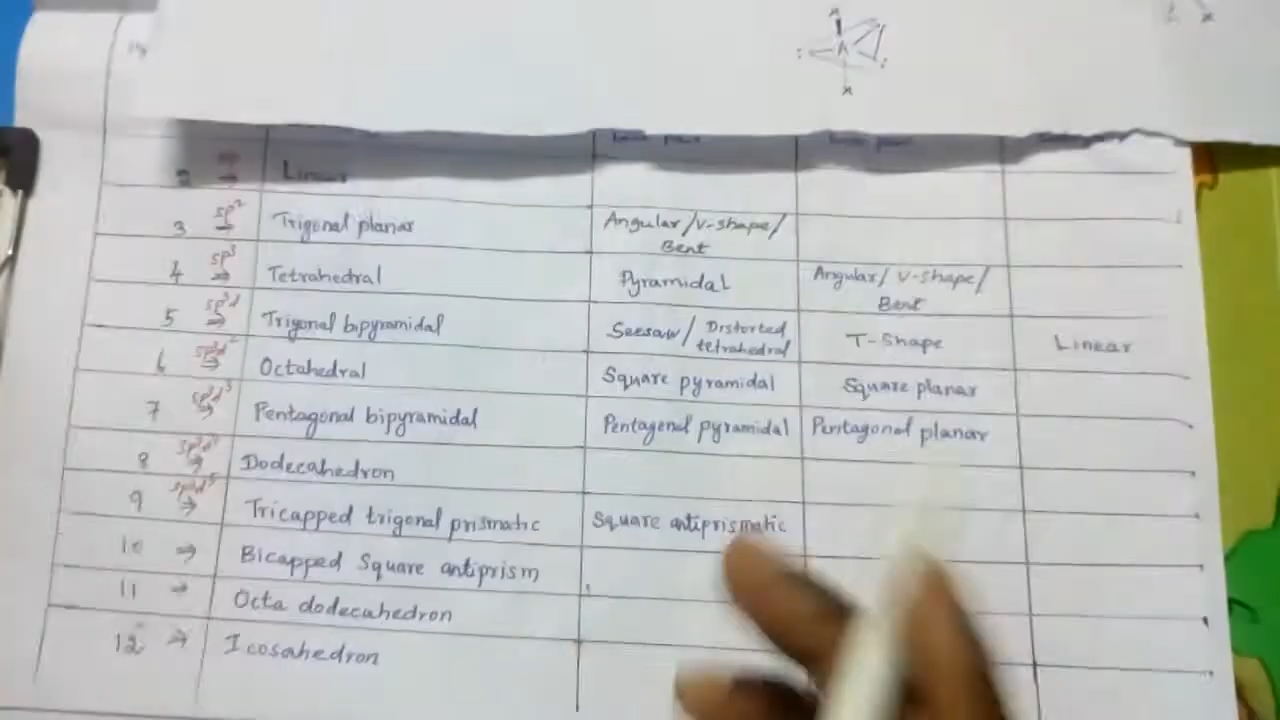 2 sp → Linear
3 sp² → Trigonal planar Angular/V-shape/
Bent
4 sp³ → Tetrahedral Pyramidal Angular/ V-shape/
Bent
5 sp³d → Trigonal bipyramidal Seesaw/ Distorted T-shape Linear
tetrahedral
6 sp³d² → Octahedral Square pyramidal Square planar
7 sp³d³ → Pentagonal bipyramidal Pentagonal pyramidal Pentagonal planar
8 → Dodecahedron
9 → Tricapped trigonal prismatic Square antiprismatic
10 ⇒ Bicapped Square antiprism
11 → Octa dodecahedron
12 → Icosahedron